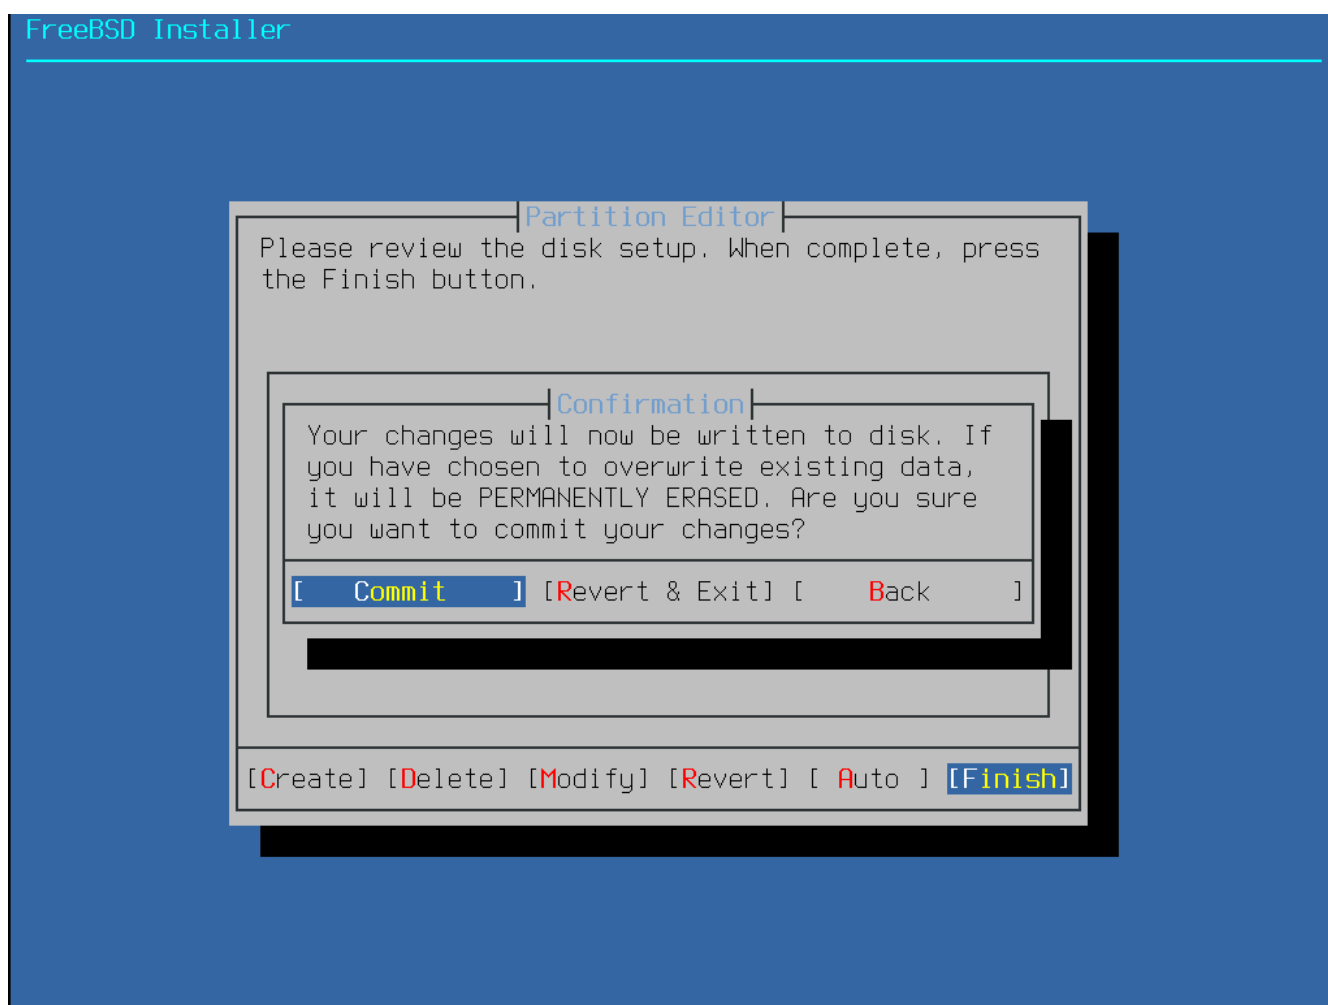 FreeBSD Installer
Partition Editor
Please review the disk setup. When complete, press
the Finish button.
Confirmation
Your changes will now be written to disk. If
you have chosen to overwrite existing data,
it will be PERMANENTLY ERASED. Are you sure
you want to commit your changes?
[ Commit ] [Revert & Exit] [ Back ]
[Create] [Delete] [Modify] [Revert] [ Auto ] [Finish]